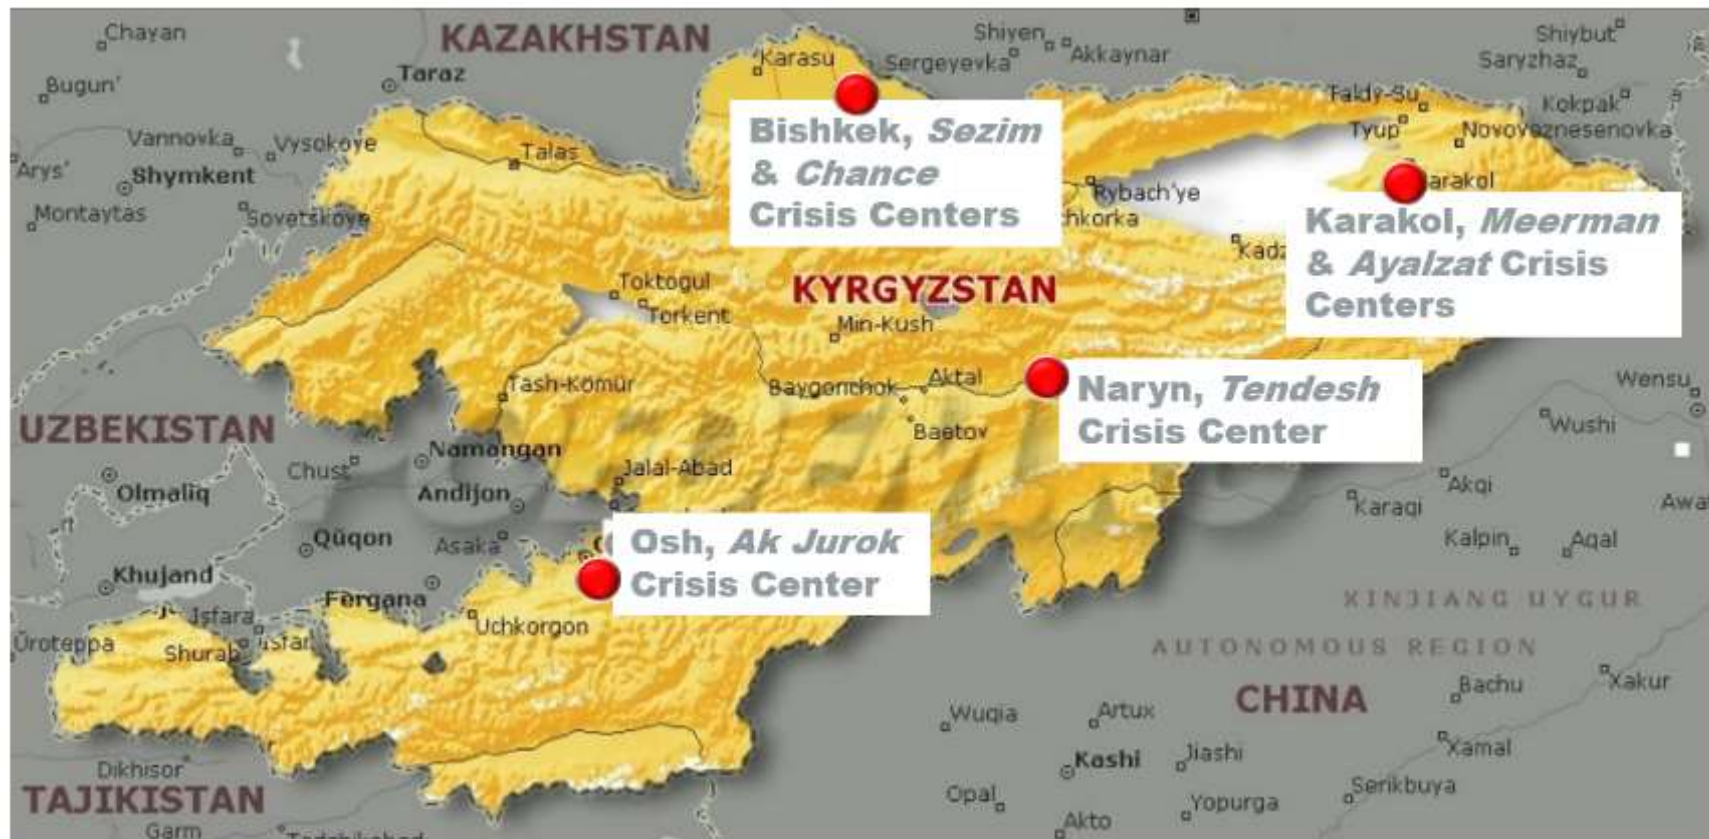 Chayan
KAZAKHSTAN
Shiyen
Akkaynar
Shiybut
Bugun'
Taraz
Karasu
Sergeyevka
Saryzhaz
Kokpak
Taldy-Su
Tyup
Novovoznesenovka
Vannovka
Vysokoye
Talas
Bishkek, Sezim
& Chance
Crisis Centers
Arys'
Shymkent
Rybach'ye
Karakol, Meerman
& Ayalzat Crisis
Centers
Montaytas
Sovetskoye
Toktogul
Torkent
KYRGYZSTAN
Min-Kush
Tash-Kömür
Baygonchok
Aktal
Baetov
Naryn, Tendesh
Crisis Center
Wensu
Wushi
UZBEKISTAN
Namangan
Chust
Jalal-Abad
Olmaliq
Andijon
Akqi
Karaqi
Qüqon
Asaka
Osh, Ak Jurok
Crisis Center
Kalpin
Aqal
Khujand
Fergana
Isfara
Uchkorgon
XINJIANG UYGUR
AUTONOMOUS REGION
Üroteppa
Shurab
CHINA
Bachu
Xakur
Wuqia
Artux
Xamal
Kashi
Jiashi
Dikhisor
Serikbuya
TAJIKISTAN
Opal
Yopurga
Garm
Akto